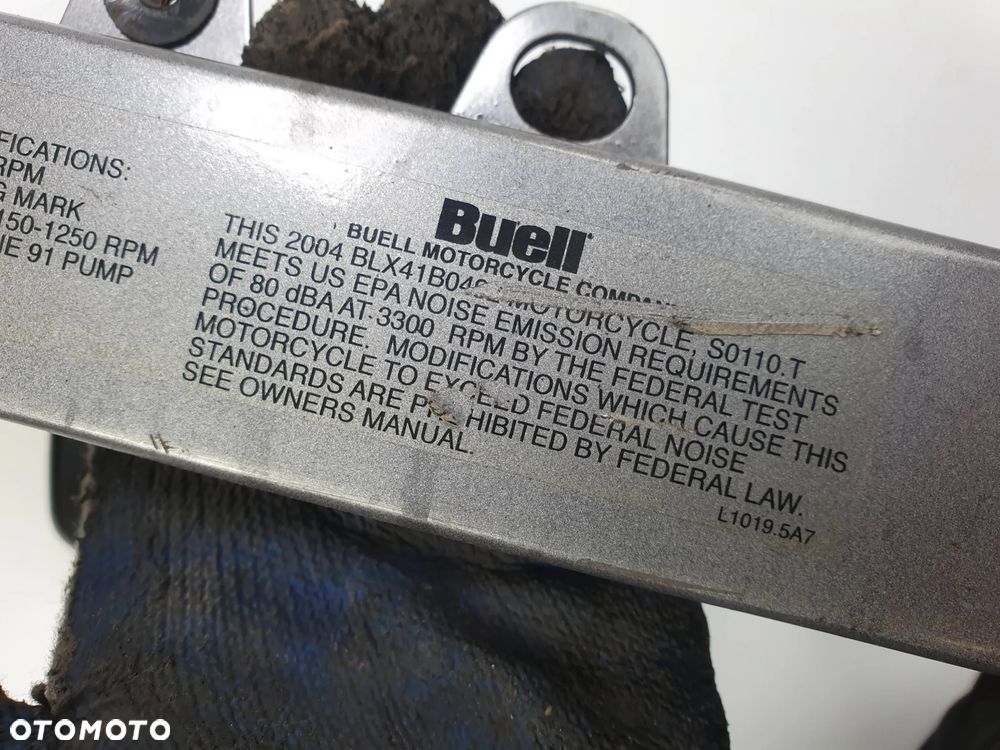 FICATIONS:
RPM
G MARK
150-1250 RPM
NE 91 PUMP
Buell
BUELL MOTORCYCLE COMPANY
THIS 2004 MOTORCYCLE, S0110.T
MEETS US EPA NOISE EMISSION REQUIREMENTS
OF 80 dBA AT 3300 RPM BY THE FEDERAL TEST
PROCEDURE. MODIFICATIONS WHICH CAUSE THIS
MOTORCYCLE TO EXCEED FEDERAL NOISE
STANDARDS ARE PROHIBITED BY FEDERAL LAW.
SEE OWNERS MANUAL.
L1019.5A7
OTOMOTO